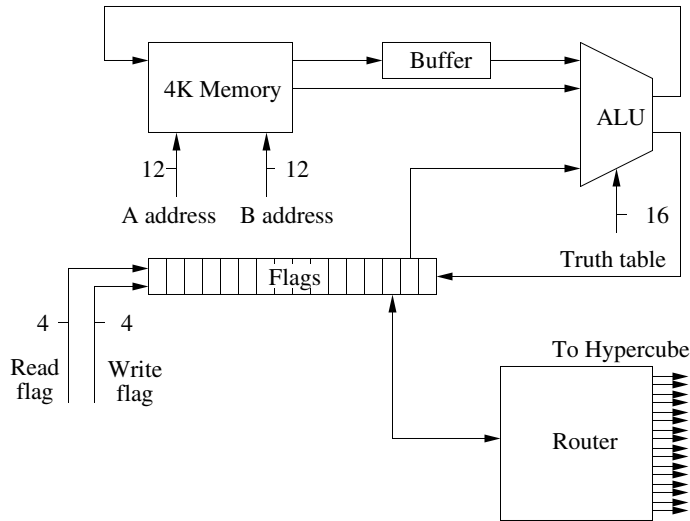 Buffer
4K Memory
ALU
12
12
A address
B address
16
Truth table
Flags
4
4
Read
flag
Write
flag
To Hypercube
Router